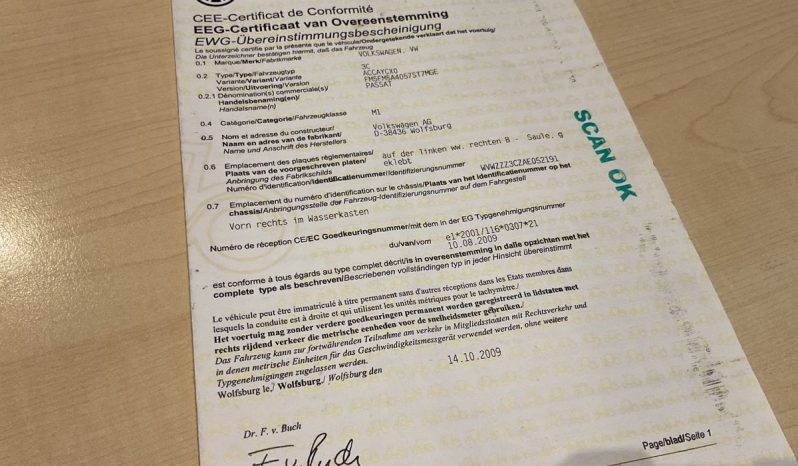 CEE-Certificat de Conformité
EEG-Certificaat van Overeenstemming
EWG-Übereinstimmungsbescheinigung
Le soussigné certifie par la présente que le véhicule/Ondergetekende verklaart dat het voertuig/
Die Unterzeichner bestätigen hiermit, daß das Fahrzeug
0.1 Marque/Merk/Fabrikmarke VOLKSWAGEN, VW
0.2 Type/Type/Fahrzeugtyp 3C
Variante/Variant/Variante ACCAYCX0
Version/Uitvoering/Version
0.2.1 Dénomination(s) commerciale(s)/ PASSAT
Handelsbenaming(en)/
Handelsname(n)
0.4 Catégorie/Categorie/Fahrzeugklasse M1
0.5 Nom et adresse du constructeur/ Volkswagen AG
Naam en adres van de fabrikant/ D-38436 Wolfsburg
Name und Anschrift des Herstellers
0.6 Emplacement des plaques réglementaires/ auf der linken ww. rechten B - Säule, g
Plaats van de voorgeschreven platen/ eklebt
Anbringung des Fabrikschilds
Numéro d'identification/Identificatienummer/Identifizierungsnummer WVWZZZ3CZAE052191
0.7 Emplacement du numéro d'identification sur le châssis/Plaats van het identificatienummer op het
chassis/Anbringungsstelle der Fahrzeug-Identifizierungsnummer auf dem Fahrgestell
Vorn rechts im Wasserkasten
Numéro de réception CE/EC Goedkeuringsnummer/mit dem in der EG Typgenehmigungsnummer
e1*2001/116*0307*21
du/van/vom 10.08.2009
est conforme à tous égards au type complet décrit/is in overeenstemming in dalle opzichten met het
complete type als beschreven/Beschriebenen vollständingen typ in jeder Hinsicht übereinstimmt
Le véhicule peut être immatriculé à titre permanent sans d'autres réceptions dans les Etats membres dans
lesquels la conduite est à droite et qui utilisent les unités métriques pour le tachymètre./
Het voertuig mag zonder verdere goedkeuringen permanent worden geregistreerd in lidstaten met
rechts rijdend verkeer die metrische eenheden voor de snelheidsmeter gebruiken./
Das Fahrzeug kann zur fortwährenden Teilnahme am verkehr in Mitgliedsstaaten mit Rechtsverkehr und
in denen metrische Einheiten für das Geschwindigkeitsmessgerät verwendet werden, ohne weitere
Typgenehmigungen zugelassen werden.
Wolfsburg le,/ Wolfsburg,/ Wolfsburg den 14.10.2009
Dr. F. v. Buch
F. v. Buch
Page/blad/Seite 1
SCAN OK